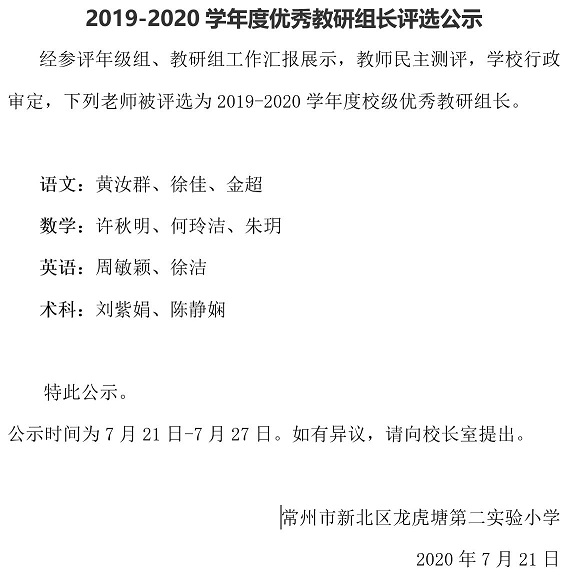 2019-2020 学年度优秀教研组长评选公示
经参评年级组、教研组工作汇报展示，教师民主测评，学校行政
审定，下列老师被评选为 2019-2020 学年度校级优秀教研组长。
语文：黄汝群、徐佳、金超
数学：许秋明、何玲洁、朱玥
英语：周敏颖、徐洁
术科：刘紫娟、陈静娴
特此公示。
公示时间为 7 月 21 日-7 月 27 日。如有异议，请向校长室提出。
常州市新北区龙虎塘第二实验小学
2020 年 7 月 21 日